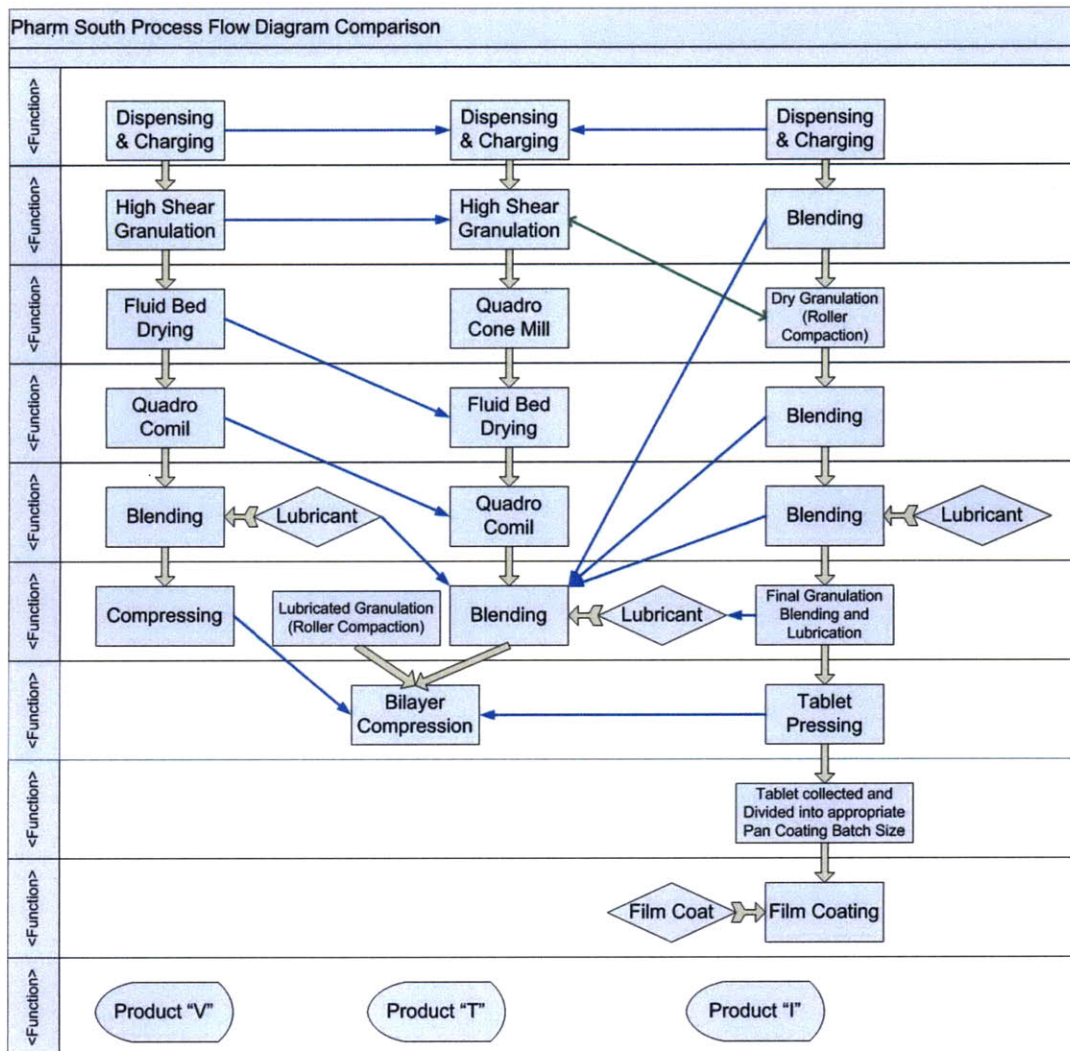 Pharm South Process Flow Diagram Comparison
<Function>
Dispensing
& Charging
Dispensing
& Charging
Dispensing
& Charging
<Function>
High Shear
Granulation
High Shear
Granulation
Blending
<Function>
Fluid Bed
Drying
Quadro
Cone Mill
Dry Granulation
(Roller
Compaction)
<Function>
Quadro
Comil
Fluid Bed
Drying
Blending
<Function>
Blending
Lubricant
Quadro
Comil
Blending
Lubricant
<Function>
Compressing
Lubricated Granulation
(Roller Compaction)
Blending
Lubricant
Final Granulation
Blending and
Lubrication
<Function>
Bilayer
Compression
Tablet
Pressing
<Function>
Tablet collected and
Divided into appropriate
Pan Coating Batch Size
<Function>
Film Coat
Film Coating
<Function>
Product “V”
Product “T”
Product “I”